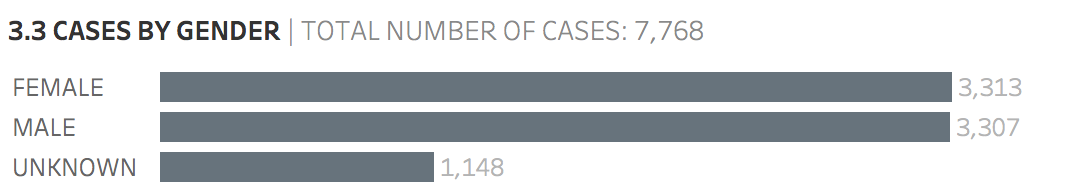 3.3 CASES BY GENDER | TOTAL NUMBER OF CASES: 7,768
FEMALE 3,313
MALE 3,307
UNKNOWN 1,148